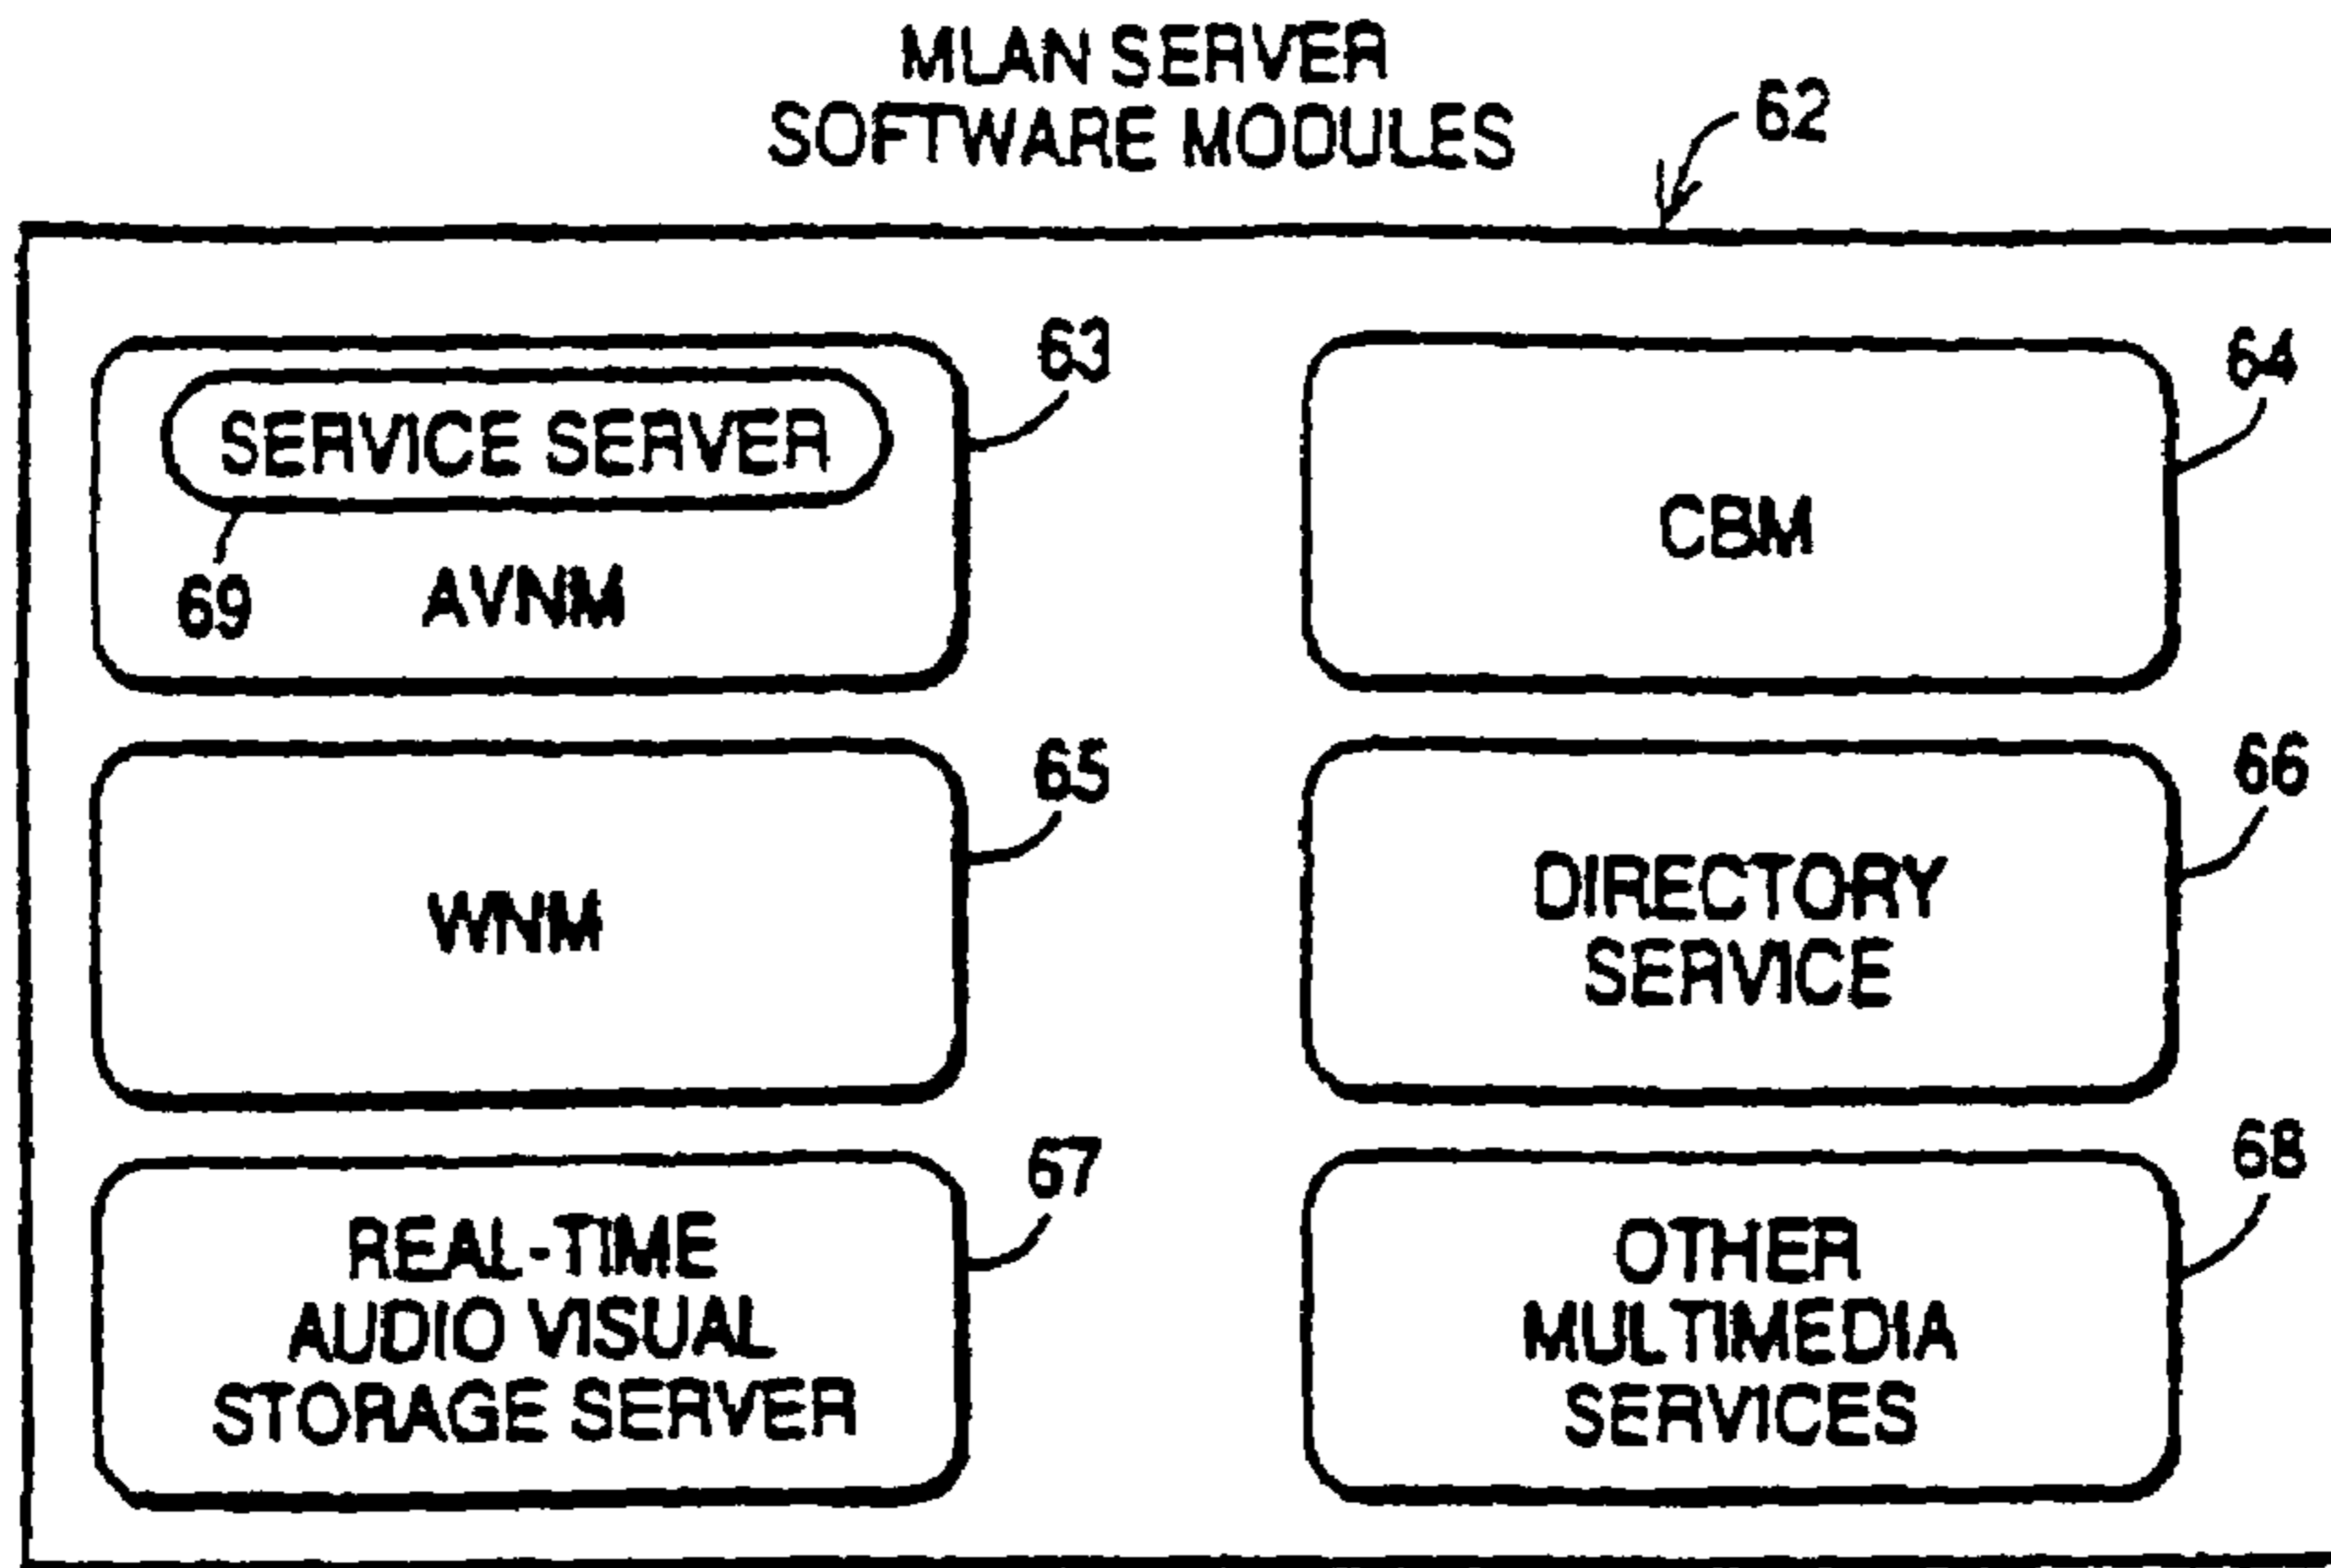 MLAN SERVER
SOFTWARE MODULES
62
63
SERVICE SERVER
69
AVNM
64
CBM
65
WNM
66
DIRECTORY
SERVICE
67
REAL-TIME
AUDIO VISUAL
STORAGE SERVER
68
OTHER
MULTIMEDIA
SERVICES